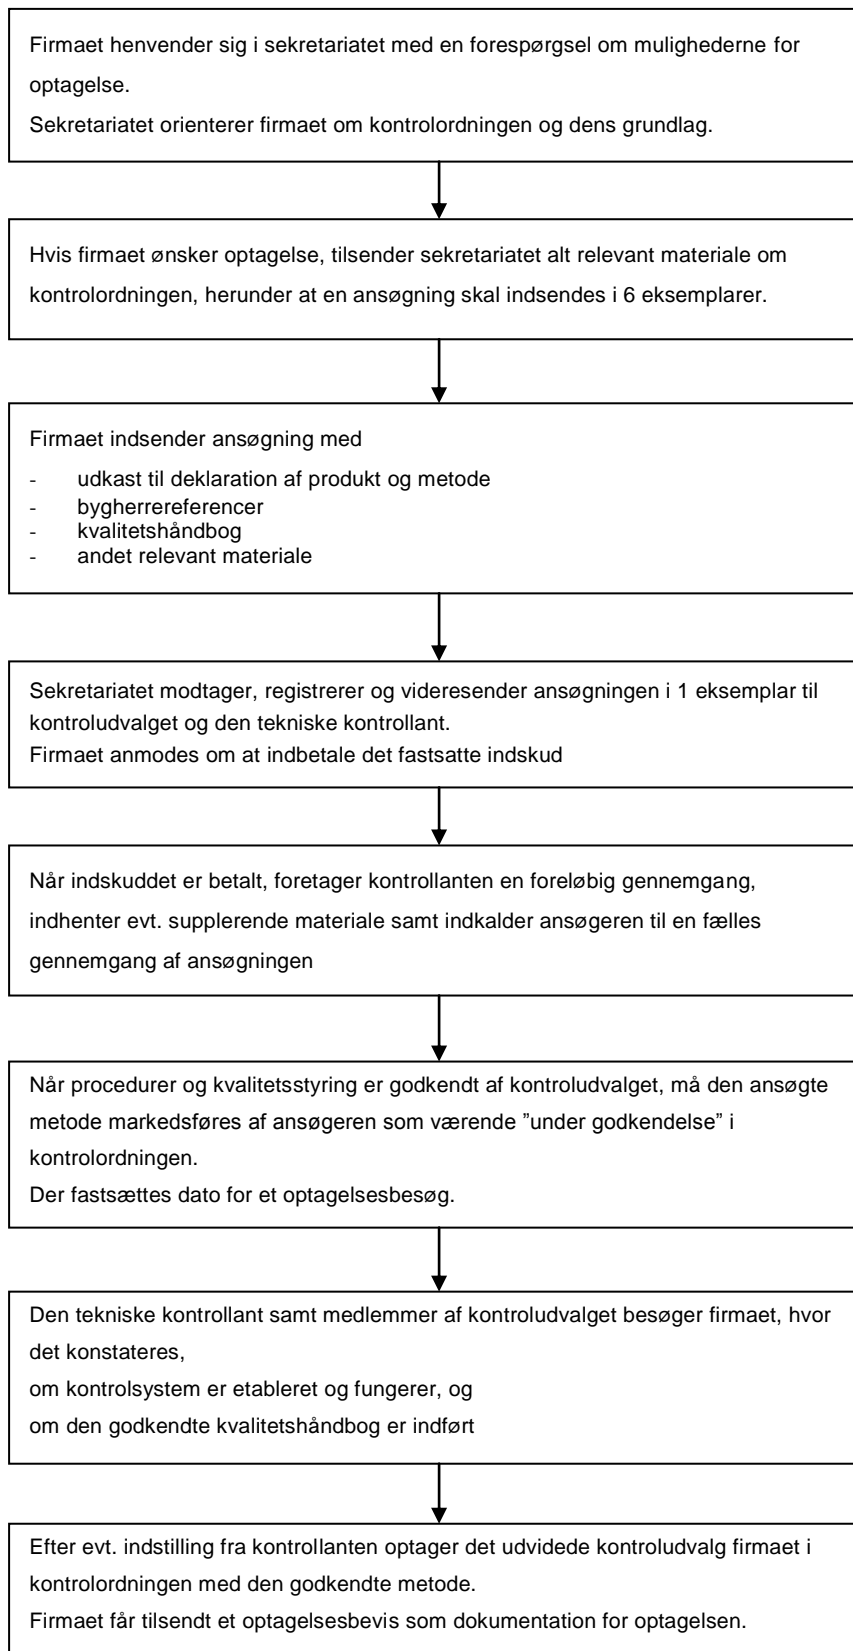 Firmaet henvender sig i sekretariatet med en forespørgsel om mulighederne for
optagelse.
Sekretariatet orienterer firmaet om kontrolordningen og dens grundlag.
Hvis firmaet ønsker optagelse, tilsender sekretariatet alt relevant materiale om
kontrolordningen, herunder at en ansøgning skal indsendes i 6 eksemplarer.
Firmaet indsender ansøgning med
- udkast til deklaration af produkt og metode
- bygherrereferencer
- kvalitetshåndbog
- andet relevant materiale
Sekretariatet modtager, registrerer og videresender ansøgningen i 1 eksemplar til
kontroludvalget og den tekniske kontrollant.
Firmaet anmodes om at indbetale det fastsatte indskud
Når indskuddet er betalt, foretager kontrollanten en foreløbig gennemgang,
indhenter evt. supplerende materiale samt indkalder ansøgeren til en fælles
gennemgang af ansøgningen
Når procedurer og kvalitetsstyring er godkendt af kontroludvalget, må den ansøgte
metode markedsføres af ansøgeren som værende ”under godkendelse” i
kontrolordningen.
Der fastsættes dato for et optagelsesbesøg.
Den tekniske kontrollant samt medlemmer af kontroludvalget besøger firmaet, hvor
det konstateres,
om kontrolsystem er etableret og fungerer, og
om den godkendte kvalitetshåndbog er indført
Efter evt. indstilling fra kontrollanten optager det udvidede kontroludvalg firmaet i
kontrolordningen med den godkendte metode.
Firmaet får tilsendt et optagelsesbevis som dokumentation for optagelsen.